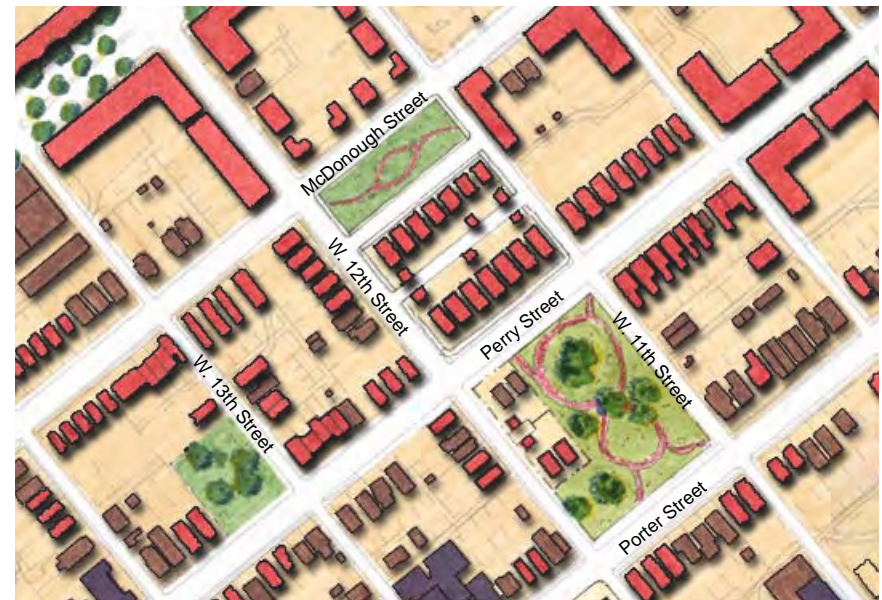 McDonough Street
W. 12th Street
Perry Street
W. 11th Street
W. 13th Street
Porter Street